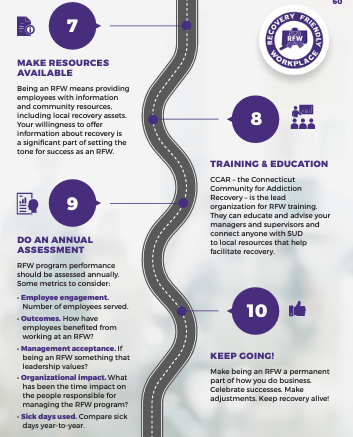 60
7
MAKE RESOURCES
AVAILABLE
Being an RFW means providing
employees with information
and community resources,
including local recovery assets.
Your willingness to offer
information about recovery is
a significant part of setting the
tone for success as an RFW.
RECOVERY FRIENDLY
RFW
WORKPLACE
8
TRAINING & EDUCATION
CCAR – the Connecticut
Community for Addiction
Recovery – is the lead
organization for RFW training.
They can educate and advise your
managers and supervisors and
connect anyone with SUD
to local resources that help
facilitate recovery.
9
DO AN ANNUAL
ASSESSMENT
RFW program performance
should be assessed annually.
Some metrics to consider:
• Employee engagement.
Number of employees served.
• Outcomes. How have
employees benefited from
working at an RFW?
• Management acceptance. If
being an RFW something that
leadership values?
• Organizational impact. What
has been the time impact on
the people responsible for
managing the RFW program?
• Sick days used. Compare sick
days year-to-year.
10
KEEP GOING!
Make being an RFW a permanent
part of how you do business.
Celebrate successes. Make
adjustments. Keep recovery alive!